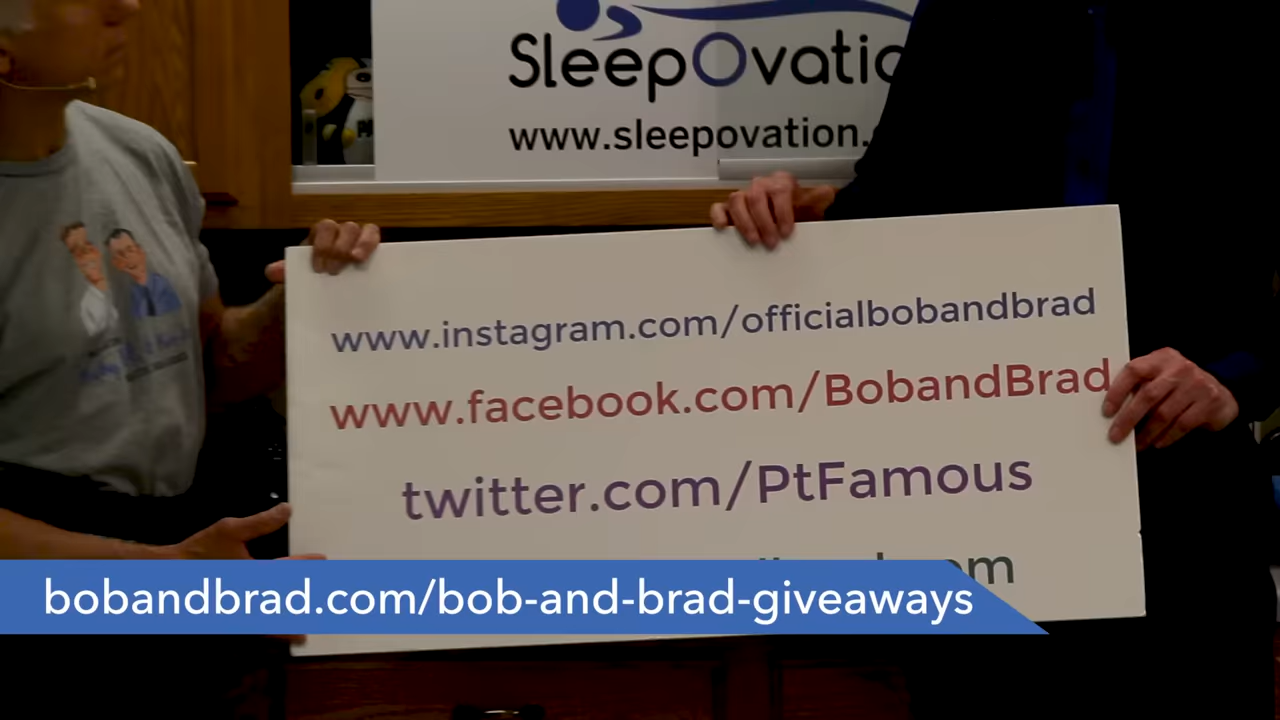 SleepOvatio
www.sleepovation.
www.instagram.com/officialbobandbrad
www.facebook.com/BobandBrad
twitter.com/PtFamous
bobandbrad.com/bob-and-brad-giveaways